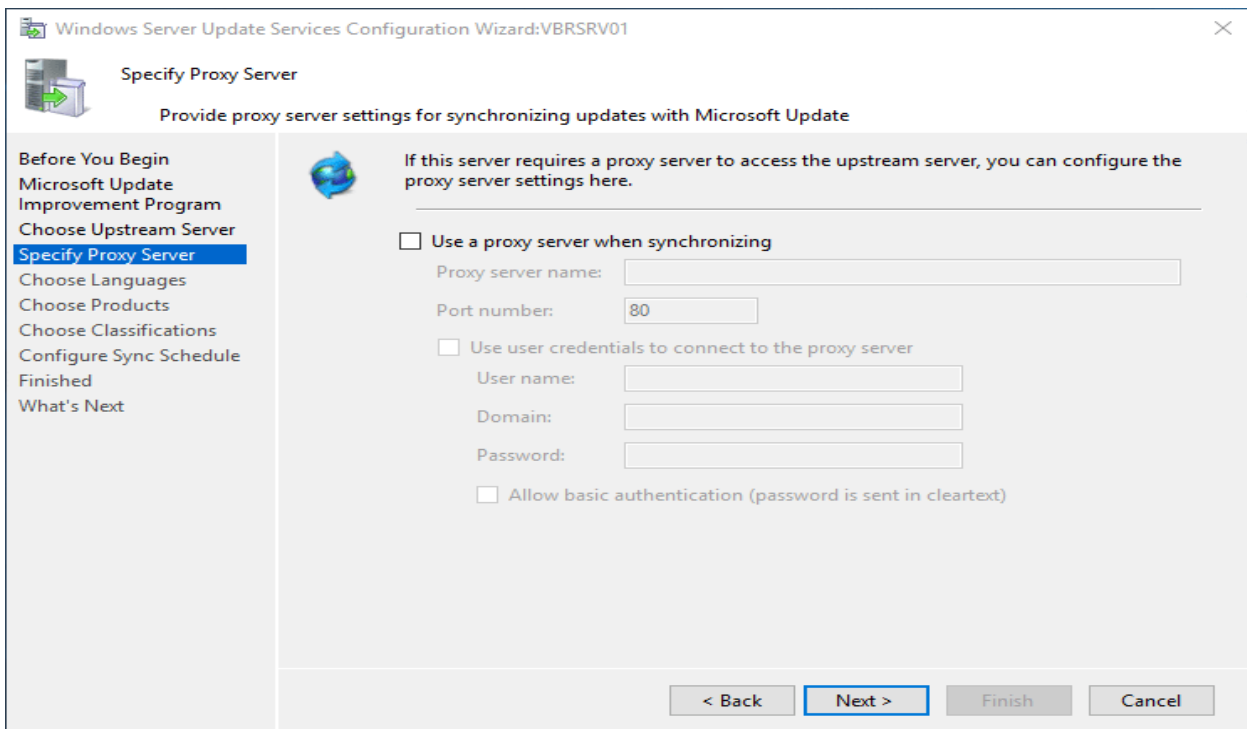 Windows Server Update Services Configuration Wizard:VBRSRV01
Specify Proxy Server
Provide proxy server settings for synchronizing updates with Microsoft Update
Before You Begin
Microsoft Update
Improvement Program
Choose Upstream Server
Specify Proxy Server
Choose Languages
Choose Products
Choose Classifications
Configure Sync Schedule
Finished
What's Next
If this server requires a proxy server to access the upstream server, you can configure the
proxy server settings here.
Use a proxy server when synchronizing
Proxy server name:
Port number: 80
Use user credentials to connect to the proxy server
User name:
Domain:
Password:
Allow basic authentication (password is sent in cleartext)
< Back Next > Finish Cancel